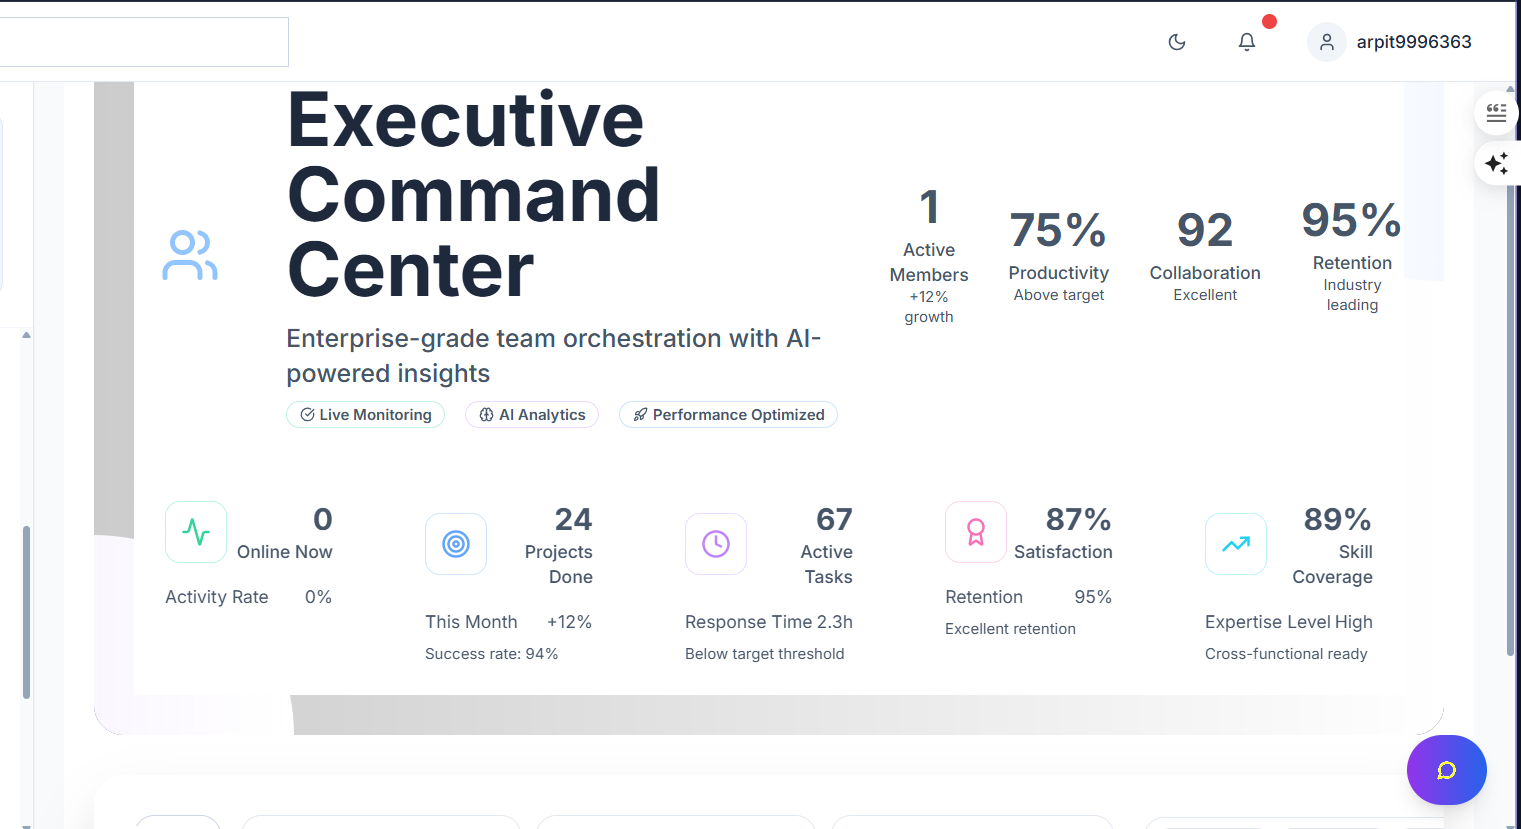 arpit9996363
Executive
Command
Center
Enterprise-grade team orchestration with AI-
powered insights
Live Monitoring
AI Analytics
Performance Optimized
1
Active
Members
+12%
growth
75%
Productivity
Above target
92
Collaboration
Excellent
95%
Retention
Industry
leading
0
Online Now
Activity Rate 0%
24
Projects
Done
This Month +12%
Success rate: 94%
67
Active
Tasks
Response Time 2.3h
Below target threshold
87%
Satisfaction
Retention 95%
Excellent retention
89%
Skill
Coverage
Expertise Level High
Cross-functional ready